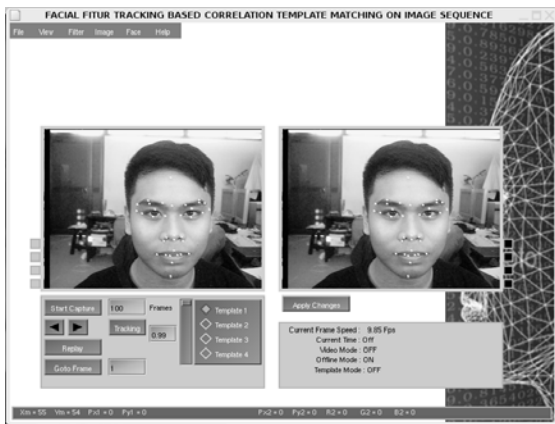 FACIAL FITUR TRACKING BASED CORRELATION TEMPLATE MATCHING ON IMAGE SEQUENCE
File View Fitter Image Face Help
Start Capture 100 Frames
Tracking 0.99
Replay
Goto Frame 1
Template 1
Template 2
Template 3
Template 4
Apply Changes
Current Frame Speed : 9.85 Fps
Current Time : Off
Video Mode : OFF
Offline Mode : ON
Template Mode : OFF
Xm = 55 Ym = 54 Px1 = 0 Py1 = 0 Px2 = 0 Py2 = 0 R2 = 0 G2 = 0 B2 = 0